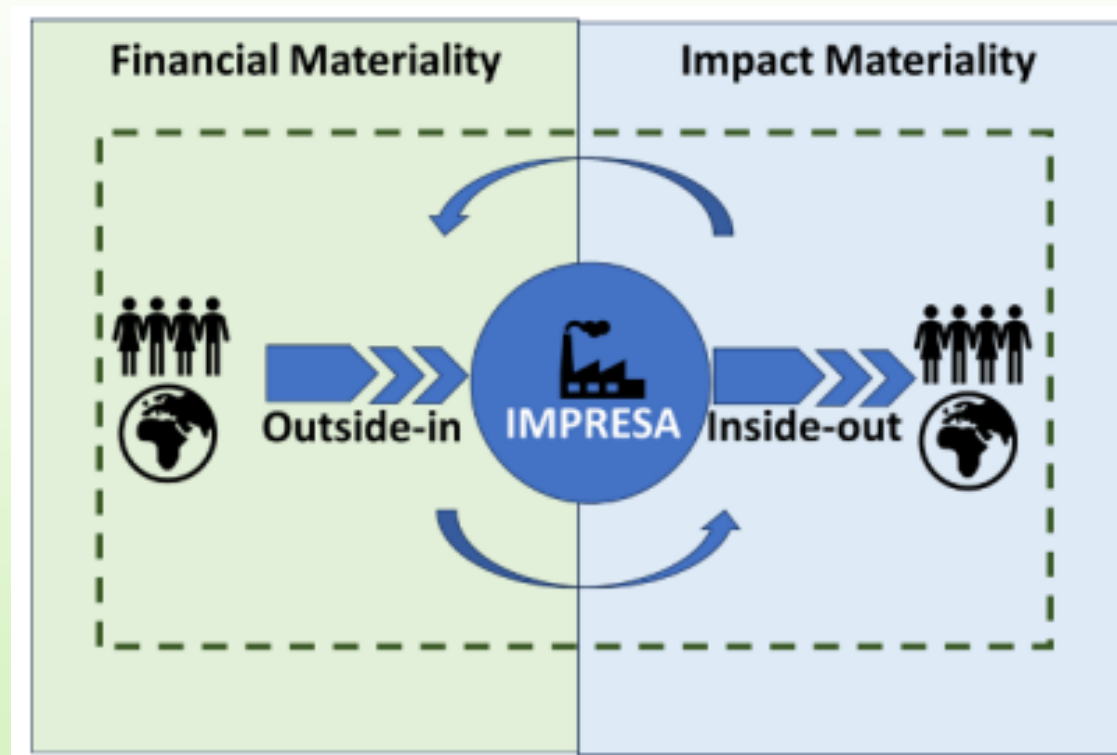 Financial Materiality
Impact Materiality
Outside-in
IMPRESA
Inside-out